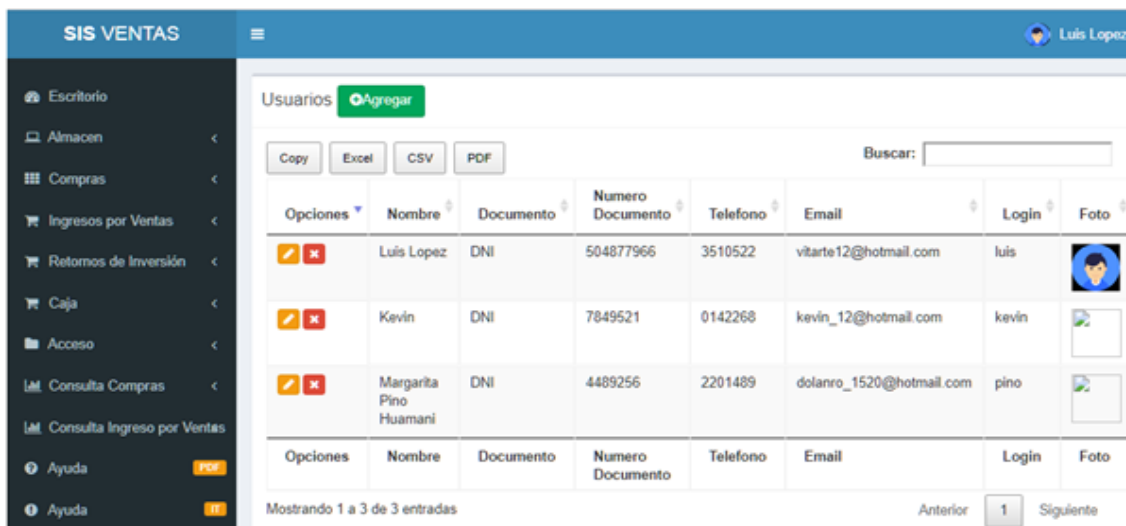 SIS VENTAS
Luis Lopez
Escritorio
Almacen
Compras
Ingresos por Ventas
Retornos de Inversión
Caja
Acceso
Consulta Compras
Consulta Ingreso por Ventas
Ayuda PDF
Ayuda IT
Usuarios Agregar
Copy Excel CSV PDF
Buscar:
Opciones Nombre Documento Numero Documento Telefono Email Login Foto
Luis Lopez DNI 504877966 3510522 vitarte12@hotmail.com luis
Kevin DNI 7849521 0142268 kevin_12@hotmail.com kevin
Margarita Pino Huamani DNI 4489256 2201489 dolanro_1520@hotmail.com pino
Opciones Nombre Documento Numero Documento Telefono Email Login Foto
Mostrando 1 a 3 de 3 entradas
Anterior 1 Siguiente